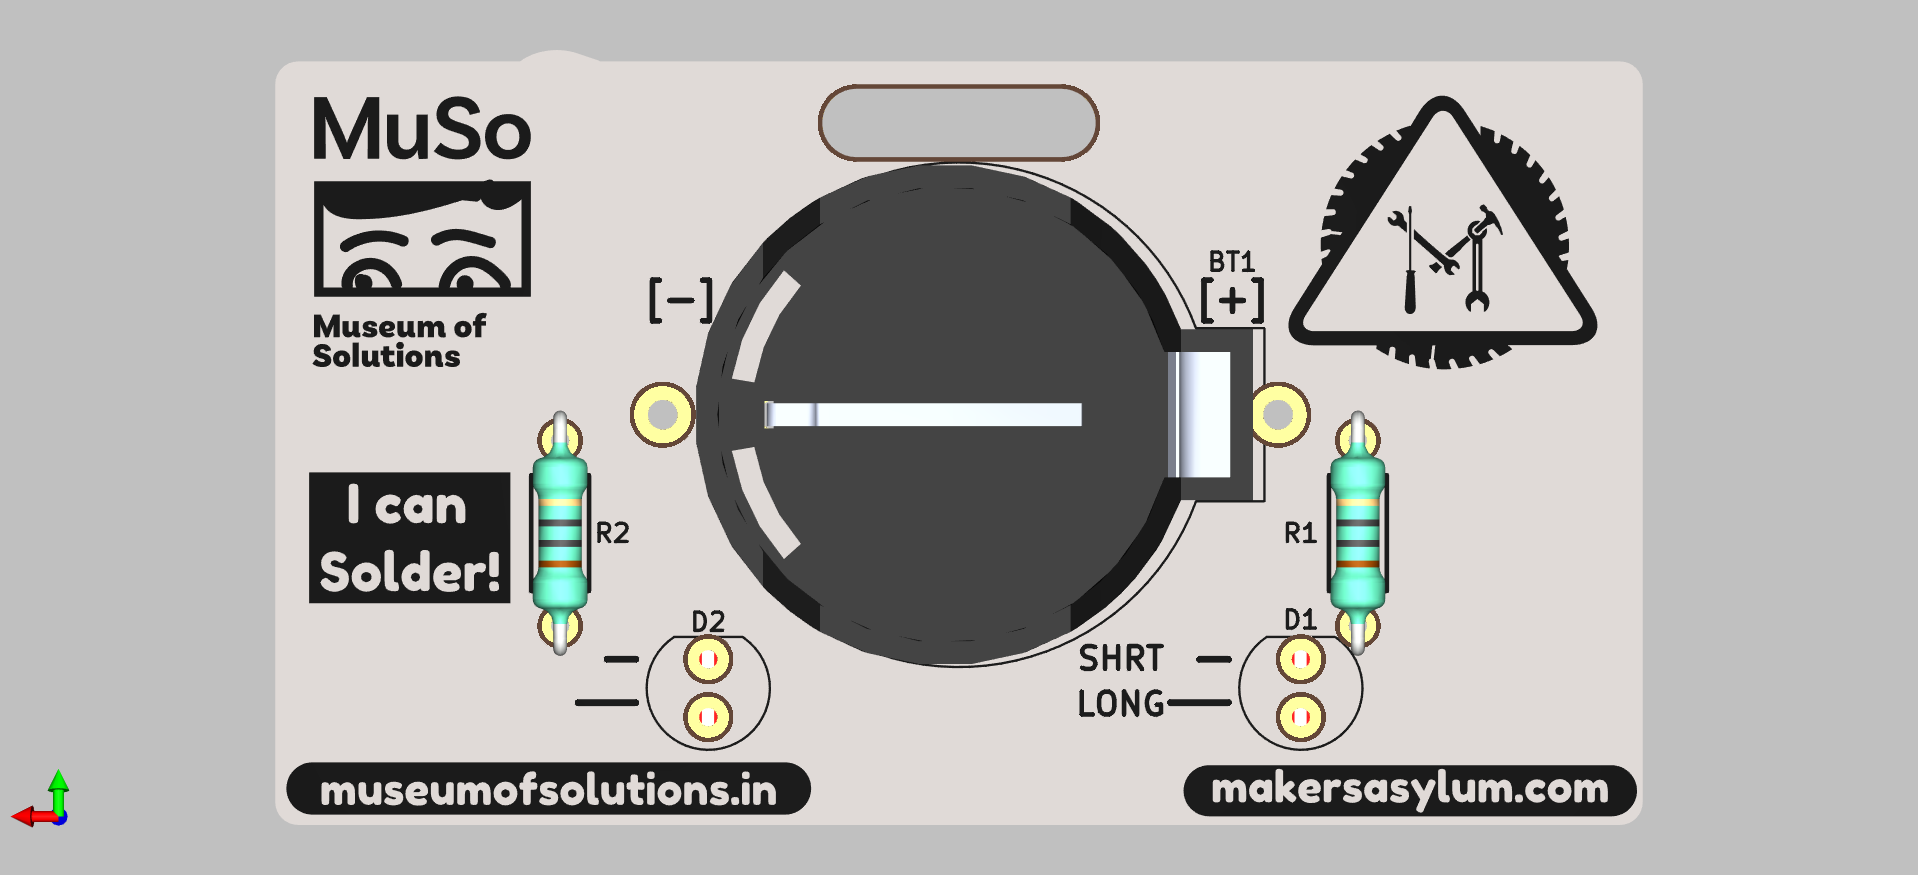 MuSo
Museum of
Solutions
[-]
BT1
[+]
I can
Solder!
R2
R1
D2
D1
SHRT
LONG
museumofsolutions.in
makersasylum.com